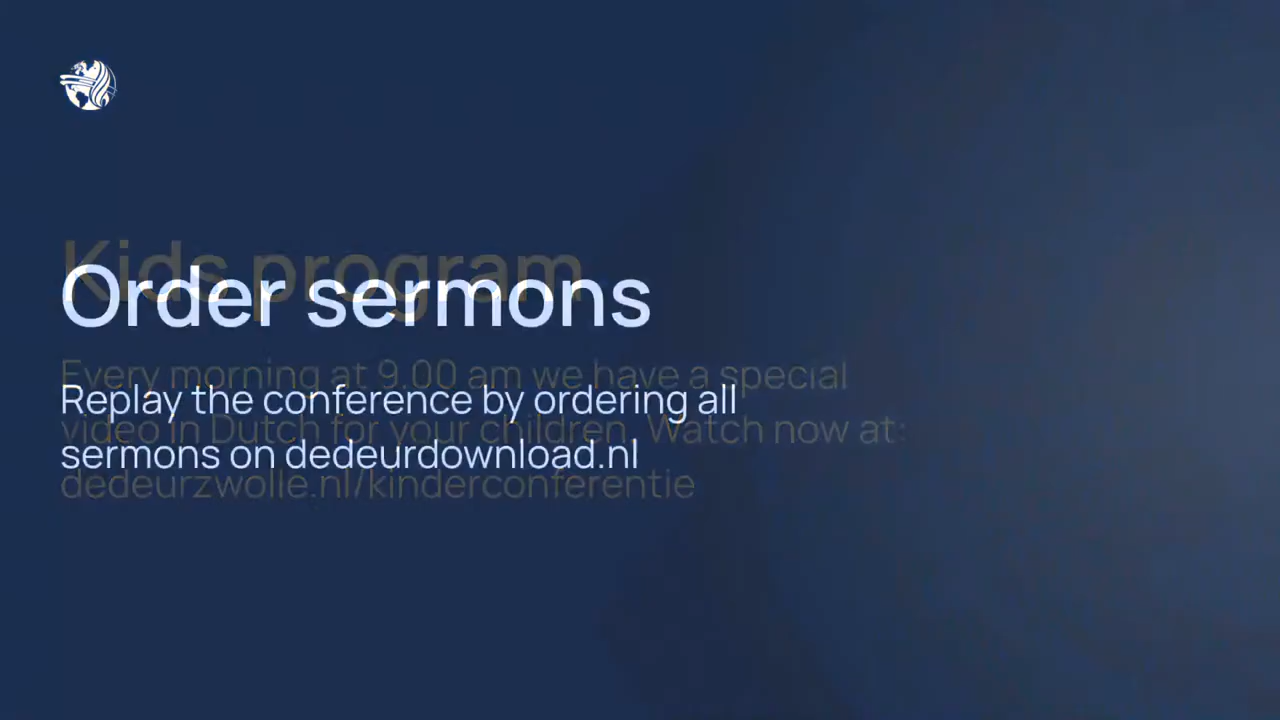 Kids program
Order sermons
Every morning at 9.00 am we have a special
Replay the conference by ordering all
video in Dutch for your children. Watch now at:
sermons on dedeurdownload.nl
dedeurzwolle.nl/kinderconferentie